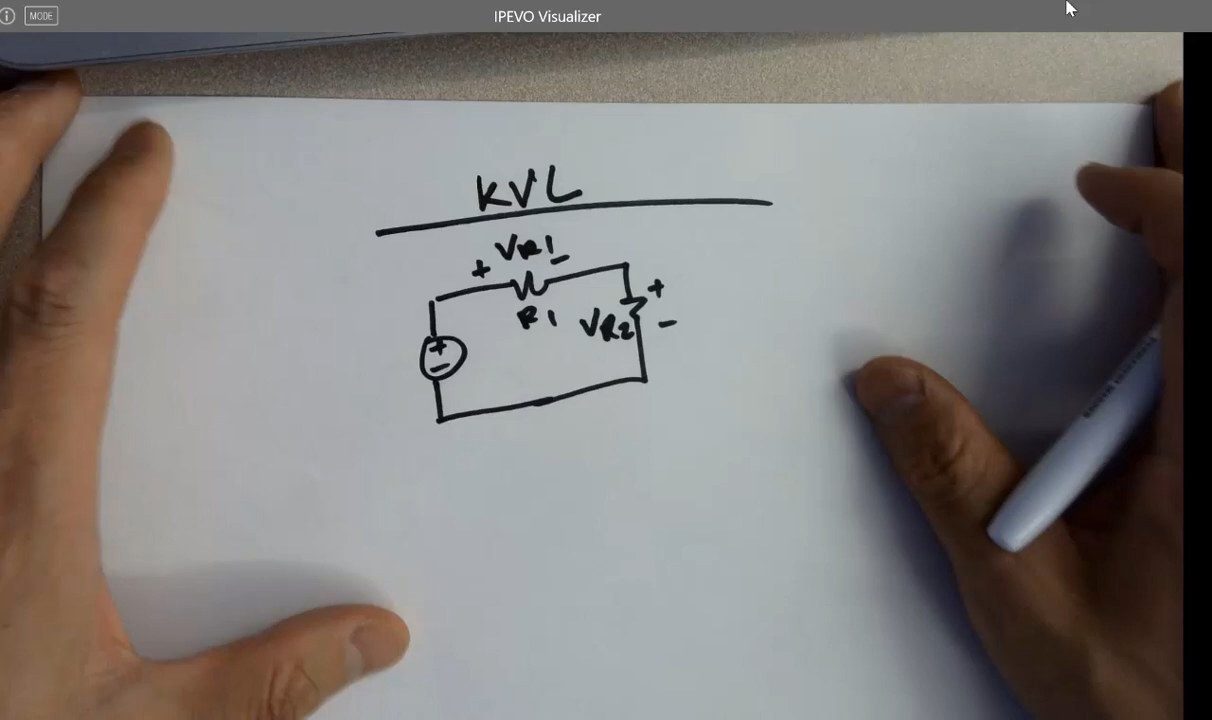 MODE
IPEVO Visualizer
KVL
+ VR1 -
R1
VR2
+
-
+
-